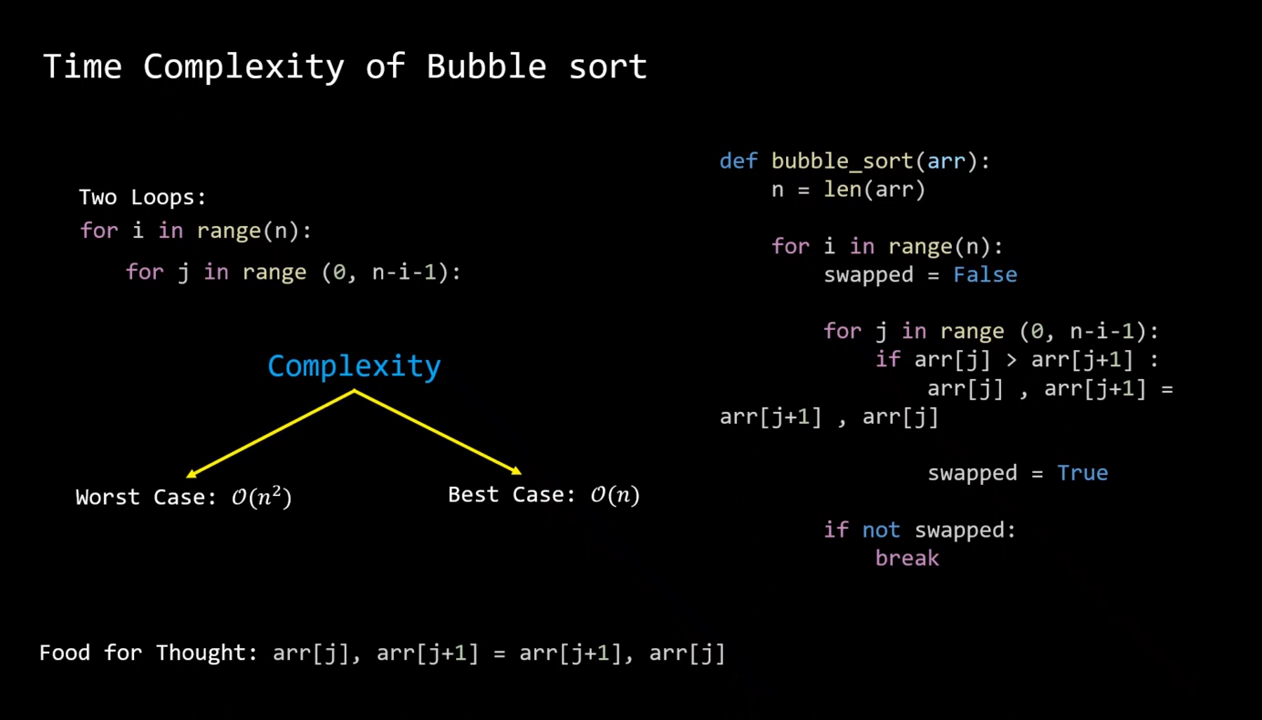 Time Complexity of Bubble sort
Two Loops:
for i in range(n):
for j in range (0, n-i-1):
Complexity
Worst Case: 𝒪(𝑛²)
Best Case: 𝒪(𝑛)
def bubble_sort(arr):
n = len(arr)
for i in range(n):
swapped = False
for j in range (0, n-i-1):
if arr[j] > arr[j+1] :
arr[j] , arr[j+1] =
arr[j+1] , arr[j]
swapped = True
if not swapped:
break
Food for Thought: arr[j], arr[j+1] = arr[j+1], arr[j]